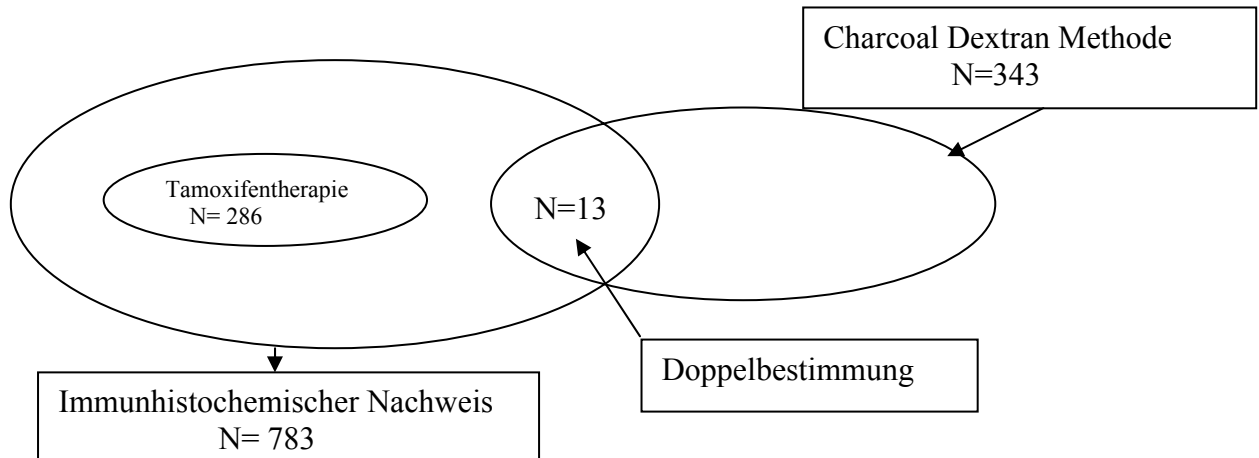 Charcoal Dextran Methode
N=343
Tamoxifentherapie
N= 286
N=13
Doppelbestimmung
Immunhistochemischer Nachweis
N= 783